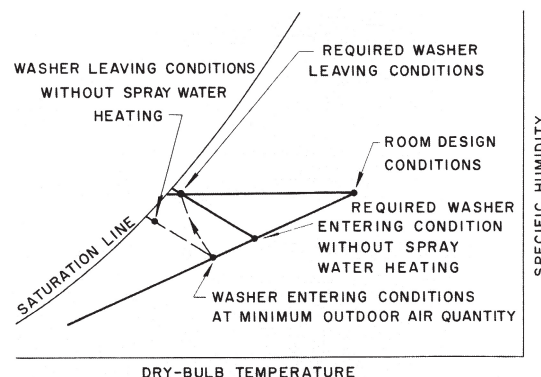 REQUIRED WASHER
LEAVING CONDITIONS
WASHER LEAVING CONDITIONS
WITHOUT SPRAY WATER
HEATING
ROOM DESIGN
CONDITIONS
REQUIRED WASHER
ENTERING CONDITION
WITHOUT SPRAY
WATER HEATING
SATURATION LINE
WASHER ENTERING CONDITIONS
AT MINIMUM OUTDOOR AIR QUANTITY
SPECIFIC HUMIDITY
DRY-BULB TEMPERATURE